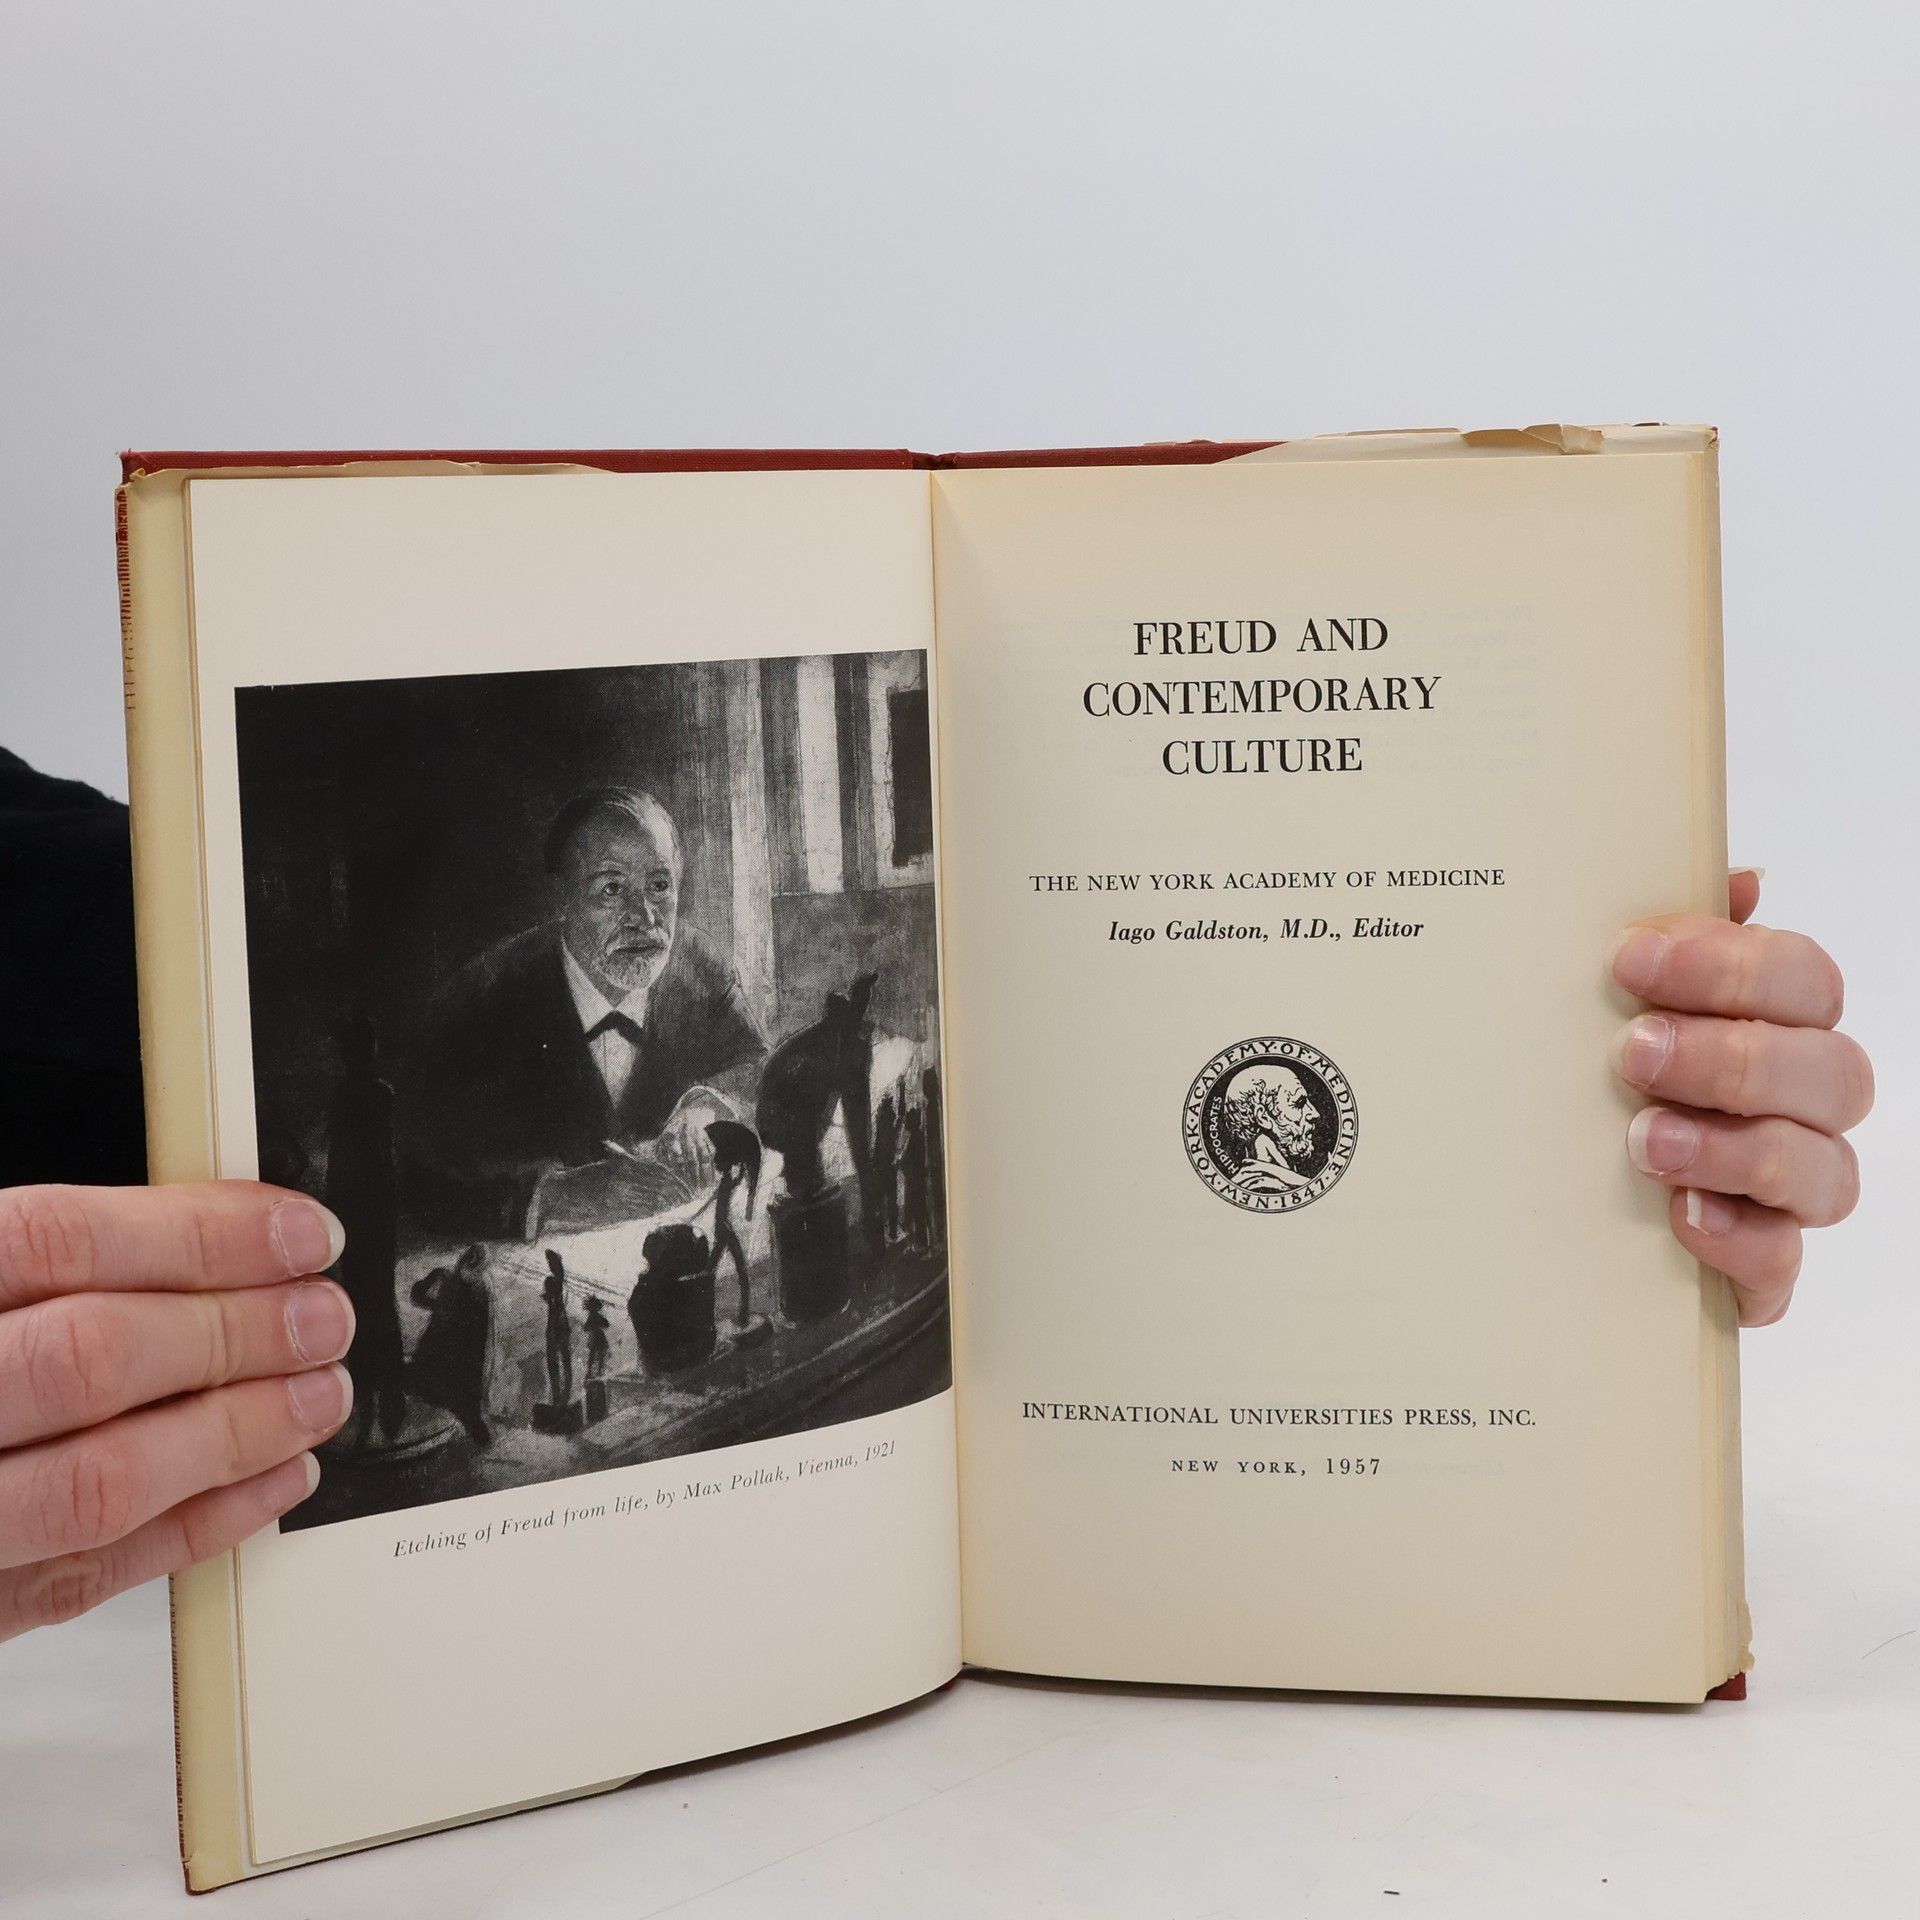 Etching of Freud from life, by Max Pollak, Vienna, 1921
FREUD AND
CONTEMPORARY
CULTURE
THE NEW YORK ACADEMY OF MEDICINE
Iago Galdston, M.D., Editor
NEW·YORK·ACADEMY·OF·MEDICINE·1847·
HIPPOCRATES
INTERNATIONAL UNIVERSITIES PRESS, INC.
NEW YORK, 1957